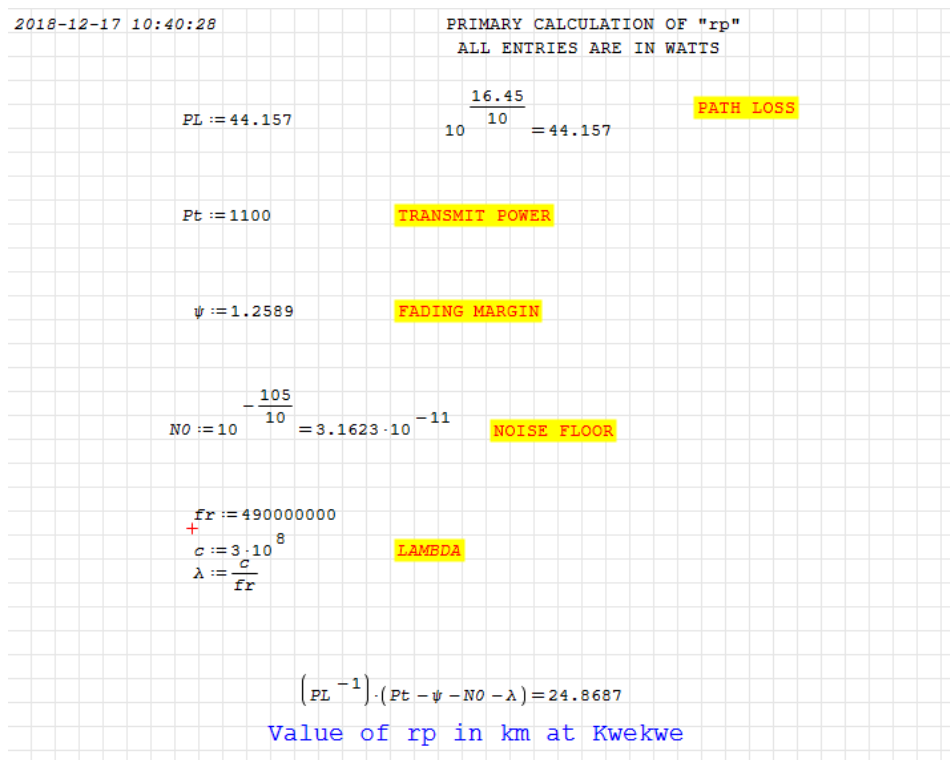 2018-12-17 10:40:28
PRIMARY CALCULATION OF "rp"
ALL ENTRIES ARE IN WATTS
PL := 44.157
10^(16.45/10) = 44.157
PATH LOSS
Pt := 1100
TRANSMIT POWER
ψ := 1.2589
FADING MARGIN
N0 := 10^(-105/10) = 3.1623·10^-11
NOISE FLOOR
fr := 490000000
c := 3·10^8
LAMBDA
λ := c/fr
(PL^-1)·(Pt - ψ - N0 - λ) = 24.8687
Value of rp in km at Kwekwe